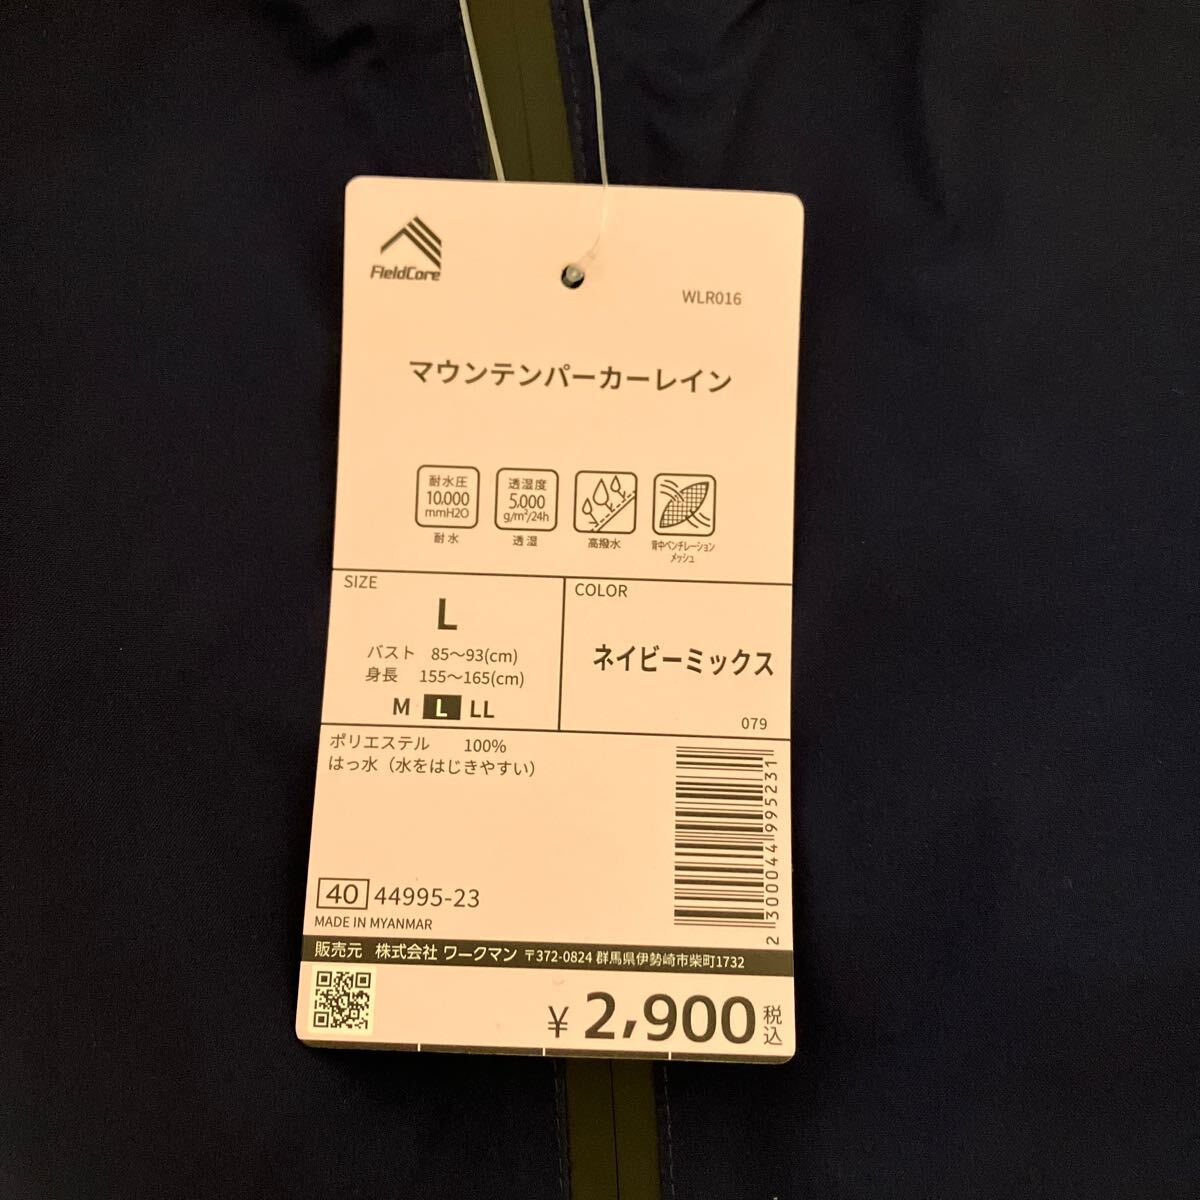 FieldCore
WLR016
マウンテンパーカーレイン
耐水圧
10,000
mmH2O
耐水
透湿度
5,000
g/m²/24h
透湿
高撥水
背中ベンチレーション
メッシュ
SIZE
L
バスト 85～93(cm)
身長 155～165(cm)
M L LL
COLOR
ネイビーミックス
079
ポリエステル 100%
はっ水（水をはじきやすい）
2 300044 995231
40 44995-23
MADE IN MYANMAR
販売元 株式会社 ワークマン 〒372-0824 群馬県伊勢崎市柴町1732
¥ 2,900 税込